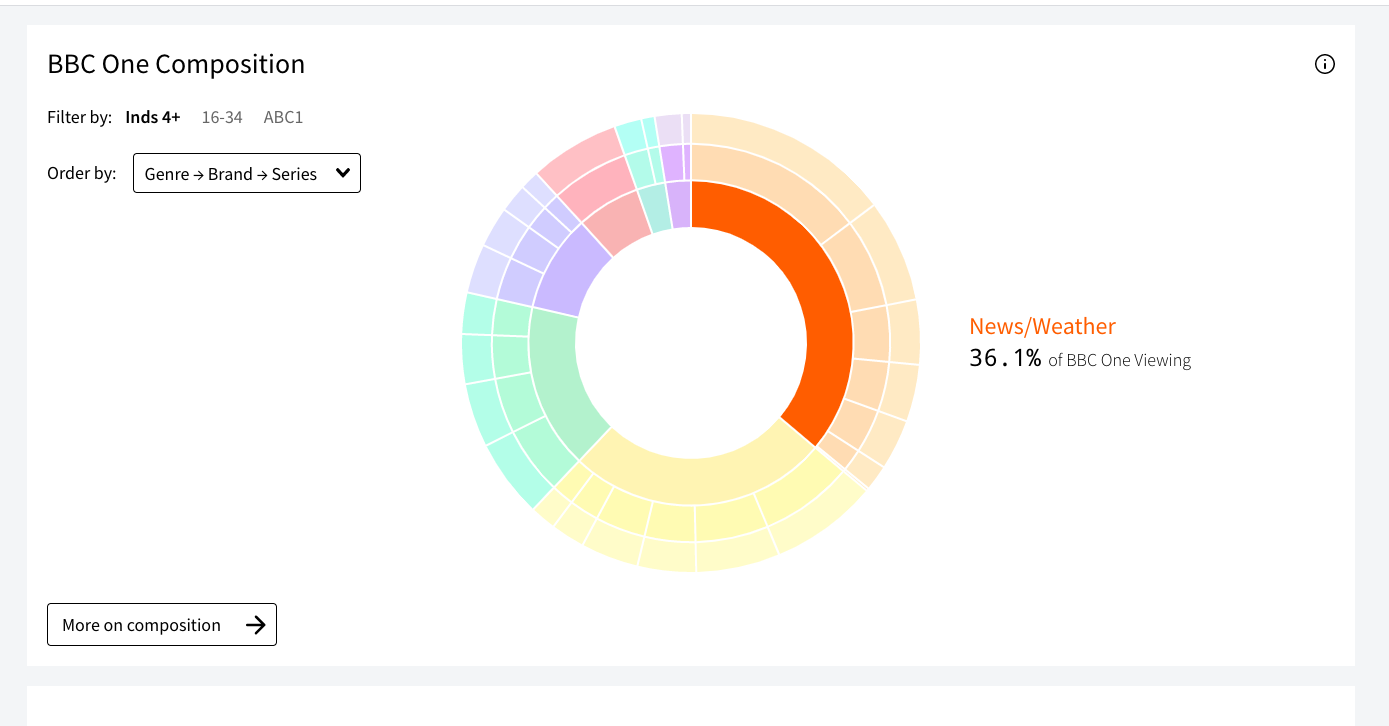 BBC One Composition
Filter by: Inds 4+ 16-34 ABC1
Order by: Genre → Brand → Series
News/Weather
36.1% of BBC One Viewing
More on composition